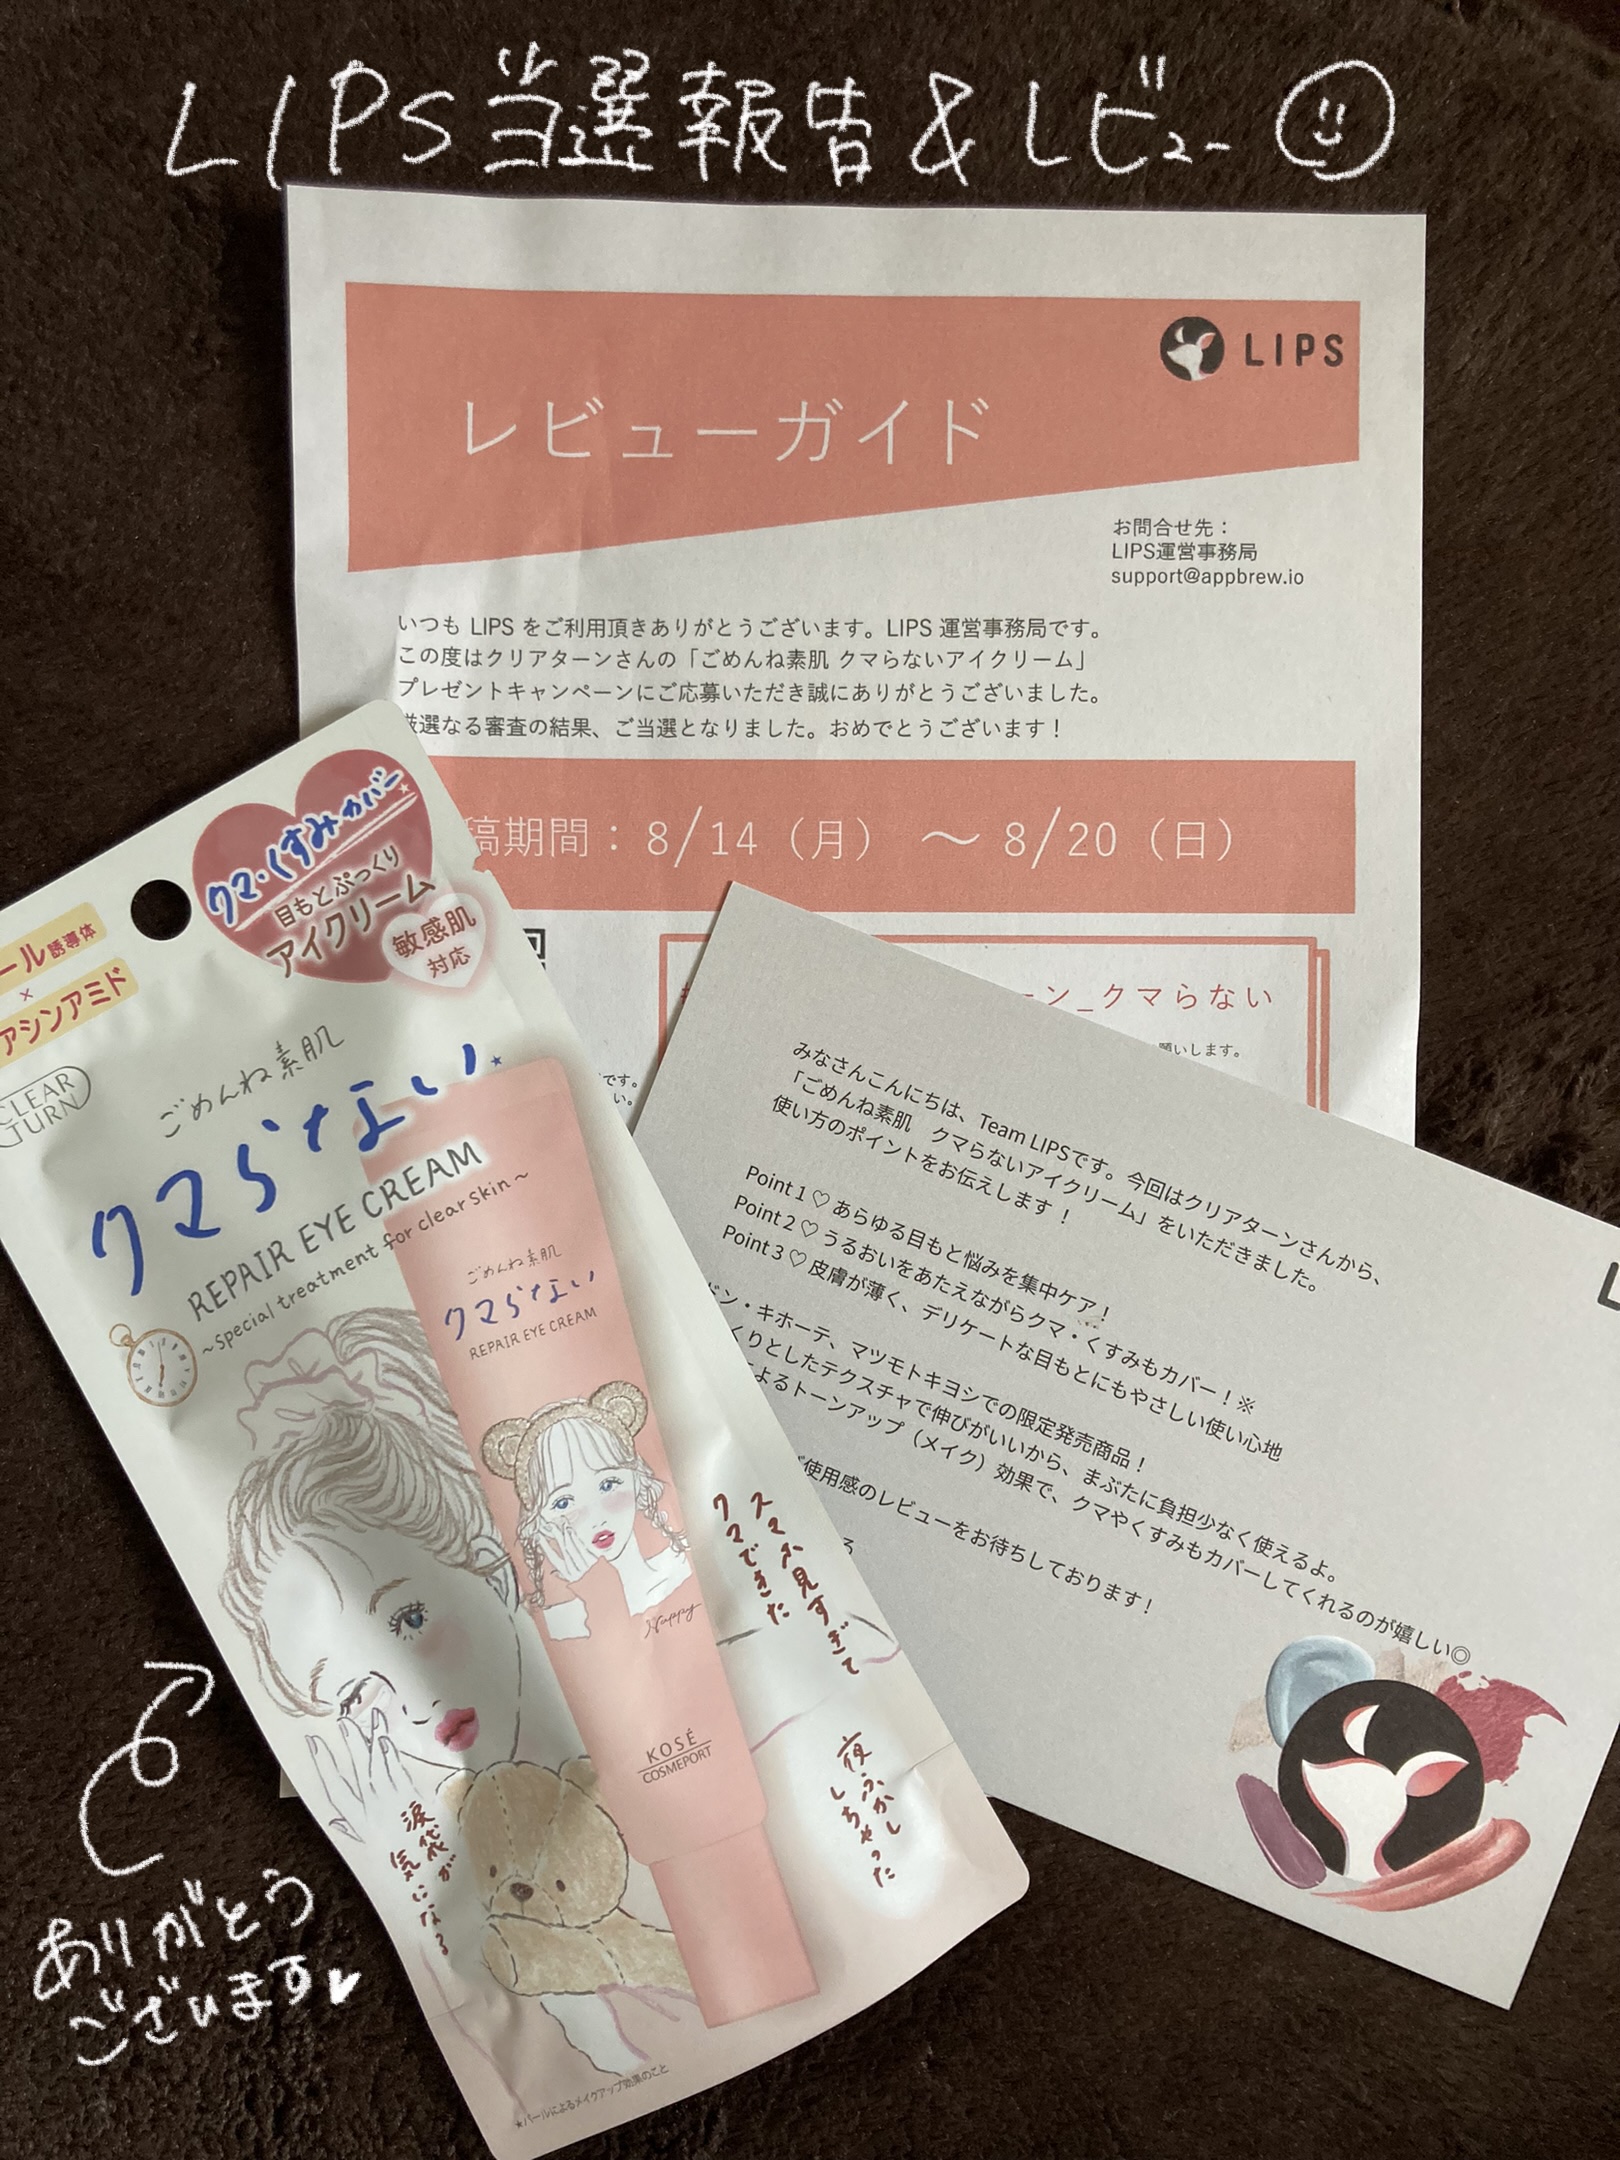 LIPS当選報告&レビュー
LIPS
レビューガイド
お問合せ先：
LIPS運営事務局
support@appbrew.io
いつも LIPS をご利用頂きありがとうございます。LIPS 運営事務局です。
この度はクリアターンさんの「ごめんね素肌 クマらないアイクリーム」
プレゼントキャンペーンにご応募いただき誠にありがとうございました。
厳選なる審査の結果、ご当選となりました。おめでとうございます！
稿期間：8/14（月）～8/20（日）
ーン_クマらない
願いします。
です。
い。
みなさんこんにちは、Team LIPSです。今回はクリアターンさんから、
「ごめんね素肌 クマらないアイクリーム」をいただきました。
使い方のポイントをお伝えします！
Point 1 ♡ あらゆる目もと悩みを集中ケア！
Point 2 ♡ うるおいをあたえながらクマ・くすみもカバー！※
Point 3 ♡ 皮膚が薄く、デリケートな目もとにもやさしい使い心地
ドン・キホーテ、マツモトキヨシでの限定発売商品！
くりとしたテクスチャで伸びがいいから、まぶたに負担少なく使えるよ。
よるトーンアップ（メイク）効果で、クマやくすみもカバーしてくれるのが嬉しい◎
使用感のレビューをお待ちしております！
る
クマ・くすみカバー★
目もとぷっくり
アイクリーム
敏感肌
対応
ール誘導体
×
アシンアミド
CLEAR
TURN
ごめんね素肌
クマらない★
REPAIR EYE CREAM
～special treatment for clear skin～
ごめんね素肌
クマらない
REPAIR EYE CREAM
Happy
KOSÉ
COSMEPORT
スマホ見すぎて
クマできた
夜ふかし
しちゃった
涙袋が
気になる
★パールによるメイクアップ効果のこと
ありがとう
ございます♥